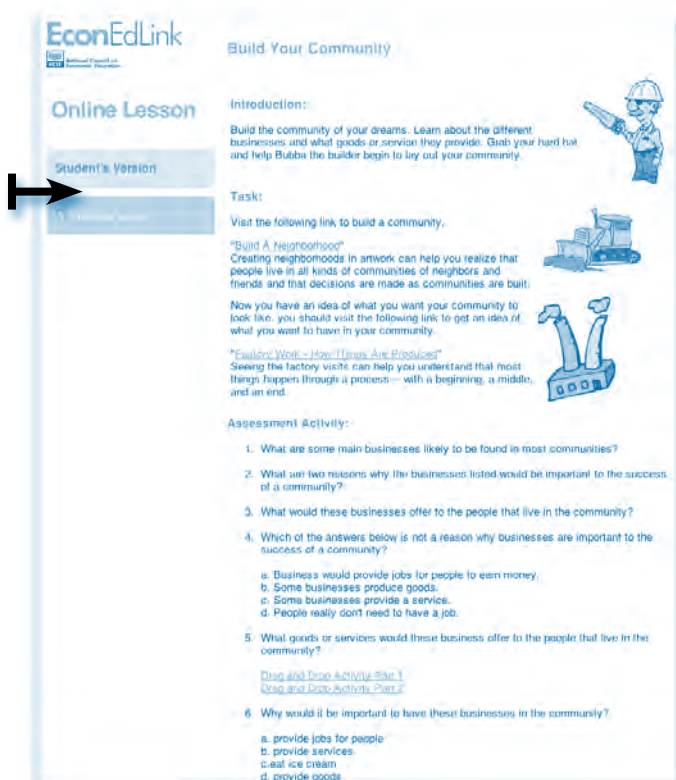 EconEdLink
National Council on
Economic Education
Online Lesson
Student's Version
Build Your Community
Introduction:
Build the community of your dreams. Learn about the different
businesses and what goods or service they provide. Grab your hard hat
and help Bubba the builder begin to lay out your community.
Task:
Visit the following link to build a community.
"Build A Neighborhood"
Creating neighborhoods in artwork can help you realize that
people live in all kinds of communities of neighbors and
friends and that decisions are made as communities are built.
Now you have an idea of what you want your community to
look like, you should visit the following link to get an idea of
what you want to have in your community.
"Factory Work - How Things Are Produced"
Seeing the factory visits can help you understand that most
things happen through a process— with a beginning, a middle,
and an end.
Assessment Activity:
1. What are some main businesses likely to be found in most communities?
2. What are two reasons why the businesses listed would be important to the success
of a community?
3. What would these businesses offer to the people that live in the community?
4. Which of the answers below is not a reason why businesses are important to the
success of a community?
a. Business would provide jobs for people to earn money.
b. Some businesses produce goods.
c. Some businesses provide a service.
d. People really don't need to have a job.
5. What goods or services would these business offer to the people that live in the
community?
Drag and Drop Activity Part 1
Drag and Drop Activity Part 2
6. Why would it be important to have these businesses in the community?
a. provide jobs for people
b. provide services
c.eat ice cream
d. provide goods